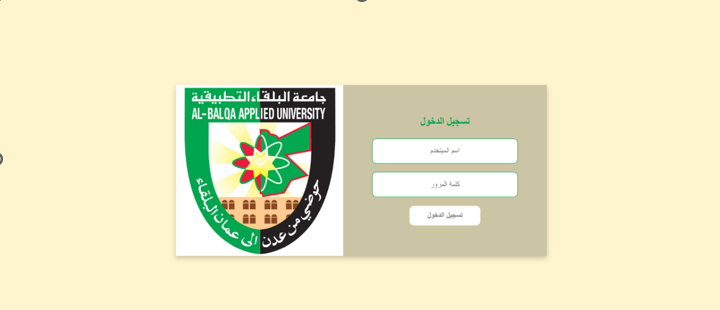 جامعة البلقاء التطبيقية
AL-BALQA APPLIED UNIVERSITY
حوضي من عدن الى عمان البلقاء
تسجيل الدخول
اسم المستخدم
كلمة المرور
تسجيل الدخول